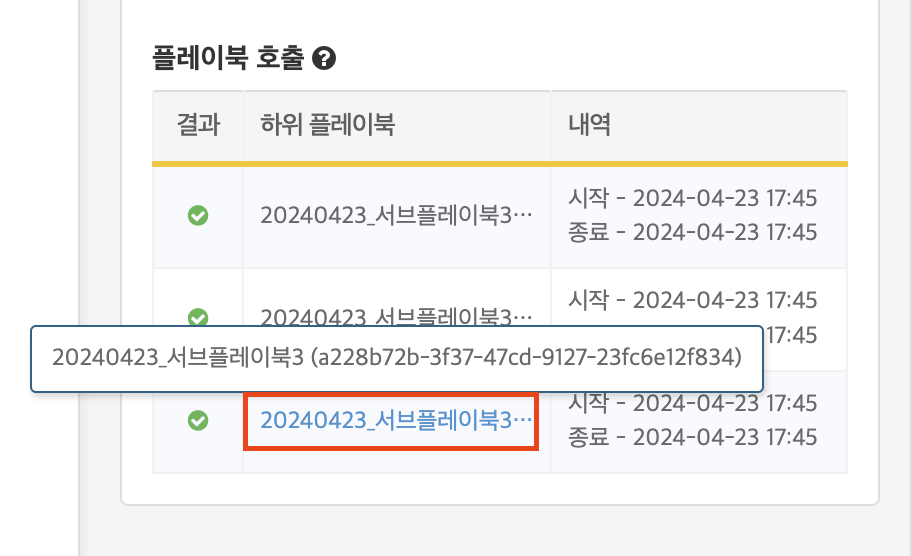 플레이북 호출 ?
결과 하위 플레이북 내역
20240423_서브플레이북3…
시작 - 2024-04-23 17:45
종료 - 2024-04-23 17:45
20240423_서브플레이북3…
시작 - 2024-04-23 17:45
17:45
20240423_서브플레이북3 (a228b72b-3f37-47cd-9127-23fc6e12f834)
20240423_서브플레이북3…
시작 - 2024-04-23 17:45
종료 - 2024-04-23 17:45